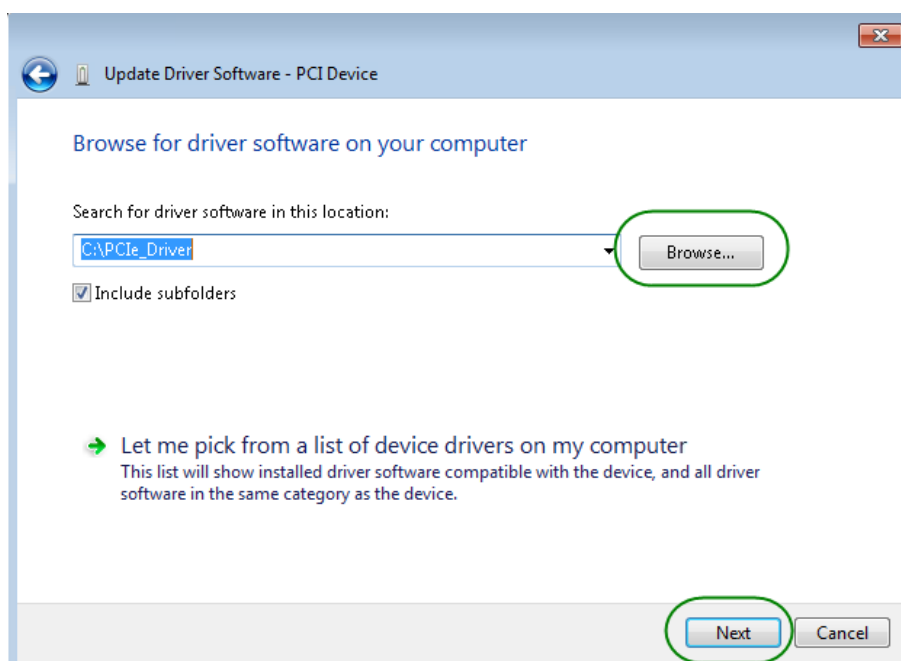 Update Driver Software - PCI Device
Browse for driver software on your computer
Search for driver software in this location:
C:\PCIe_Driver
Browse...
Include subfolders
Let me pick from a list of device drivers on my computer
This list will show installed driver software compatible with the device, and all driver
software in the same category as the device.
Next
Cancel